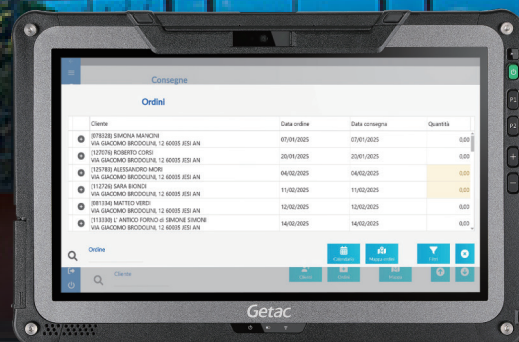 Consegne
Ordini
Cliente Data ordine Data consegna Quantità
[078328] SIMONA MANCINI
VIA GIACOMO BRODOLINI, 12 60035 JESI AN 07/01/2025 07/01/2025 0,00
[127076] ROBERTO CORSI
VIA GIACOMO BRODOLINI, 12 60035 JESI AN 20/01/2025 20/01/2025 0,00
[125783] ALESSANDRO MORI
VIA GIACOMO BRODOLINI, 12 60035 JESI AN 04/02/2025 04/02/2025 0,00
[112726] SARA BIONDI
VIA GIACOMO BRODOLINI, 12 60035 JESI AN 11/02/2025 11/02/2025 0,00
[081334] MATTEO VERDI
VIA GIACOMO BRODOLINI, 12 60035 JESI AN 12/02/2025 12/02/2025 0,00
[113330] L' ANTICO FORNO di SIMONE SIMONI
VIA GIACOMO BRODOLINI, 12 60035 JESI AN 14/02/2025 14/02/2025 0,00
Ordine
Calendario Mappa ordini Filtri
Cliente
Getac
P1
P2